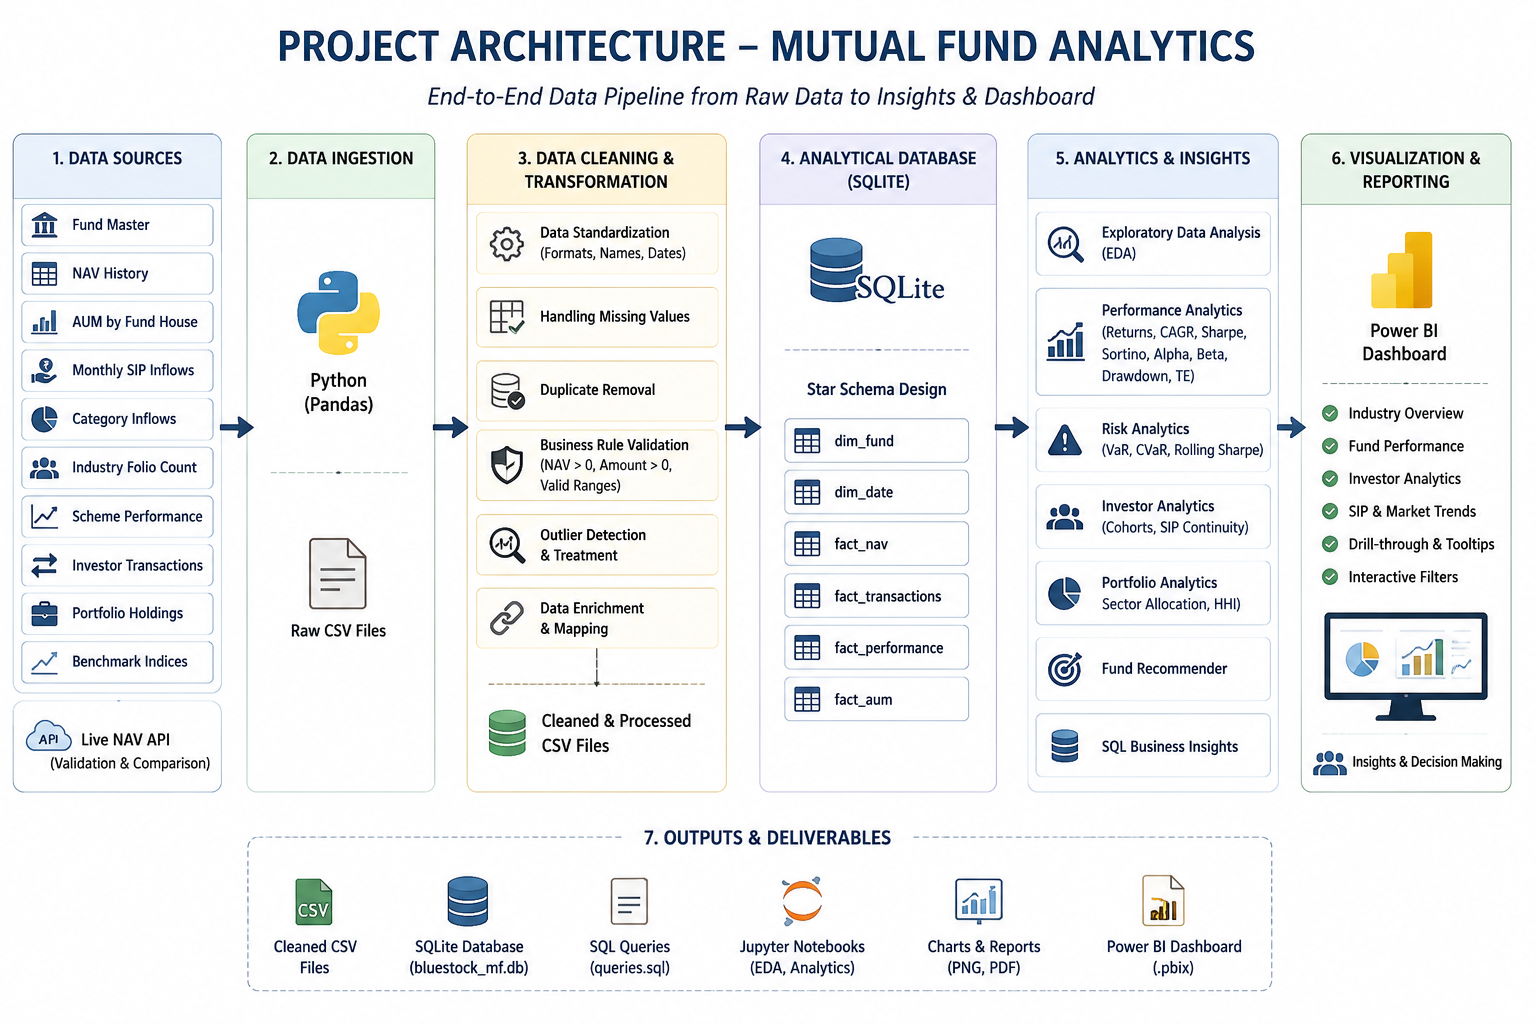 PROJECT ARCHITECTURE – MUTUAL FUND ANALYTICS
End-to-End Data Pipeline from Raw Data to Insights & Dashboard
1. DATA SOURCES
Fund Master
NAV History
AUM by Fund House
Monthly SIP Inflows
Category Inflows
Industry Folio Count
Scheme Performance
Investor Transactions
Portfolio Holdings
Benchmark Indices
API
Live NAV API
(Validation & Comparison)
2. DATA INGESTION
Python
(Pandas)
Raw CSV Files
3. DATA CLEANING &
TRANSFORMATION
Data Standardization
(Formats, Names, Dates)
Handling Missing Values
Duplicate Removal
Business Rule Validation
(NAV > 0, Amount > 0,
Valid Ranges)
Outlier Detection
& Treatment
Data Enrichment
& Mapping
Cleaned & Processed
CSV Files
4. ANALYTICAL DATABASE
(SQLITE)
SQLite
Star Schema Design
dim_fund
dim_date
fact_nav
fact_transactions
fact_performance
fact_aum
5. ANALYTICS & INSIGHTS
Exploratory Data Analysis
(EDA)
Performance Analytics
(Returns, CAGR, Sharpe,
Sortino, Alpha, Beta,
Drawdown, TE)
Risk Analytics
(VaR, CVaR, Rolling Sharpe)
Investor Analytics
(Cohorts, SIP Continuity)
Portfolio Analytics
Sector Allocation, HHI)
Fund Recommender
SQL Business Insights
6. VISUALIZATION &
REPORTING
Power BI
Dashboard
Industry Overview
Fund Performance
Investor Analytics
SIP & Market Trends
Drill-through & Tooltips
Interactive Filters
Insights & Decision Making
7. OUTPUTS & DELIVERABLES
CSV
Cleaned CSV
Files
SQLite Database
(bluestock_mf.db)
SQL Queries
(queries.sql)
Jupyter Notebooks
(EDA, Analytics)
Charts & Reports
(PNG, PDF)
Power BI Dashboard
(.pbix)